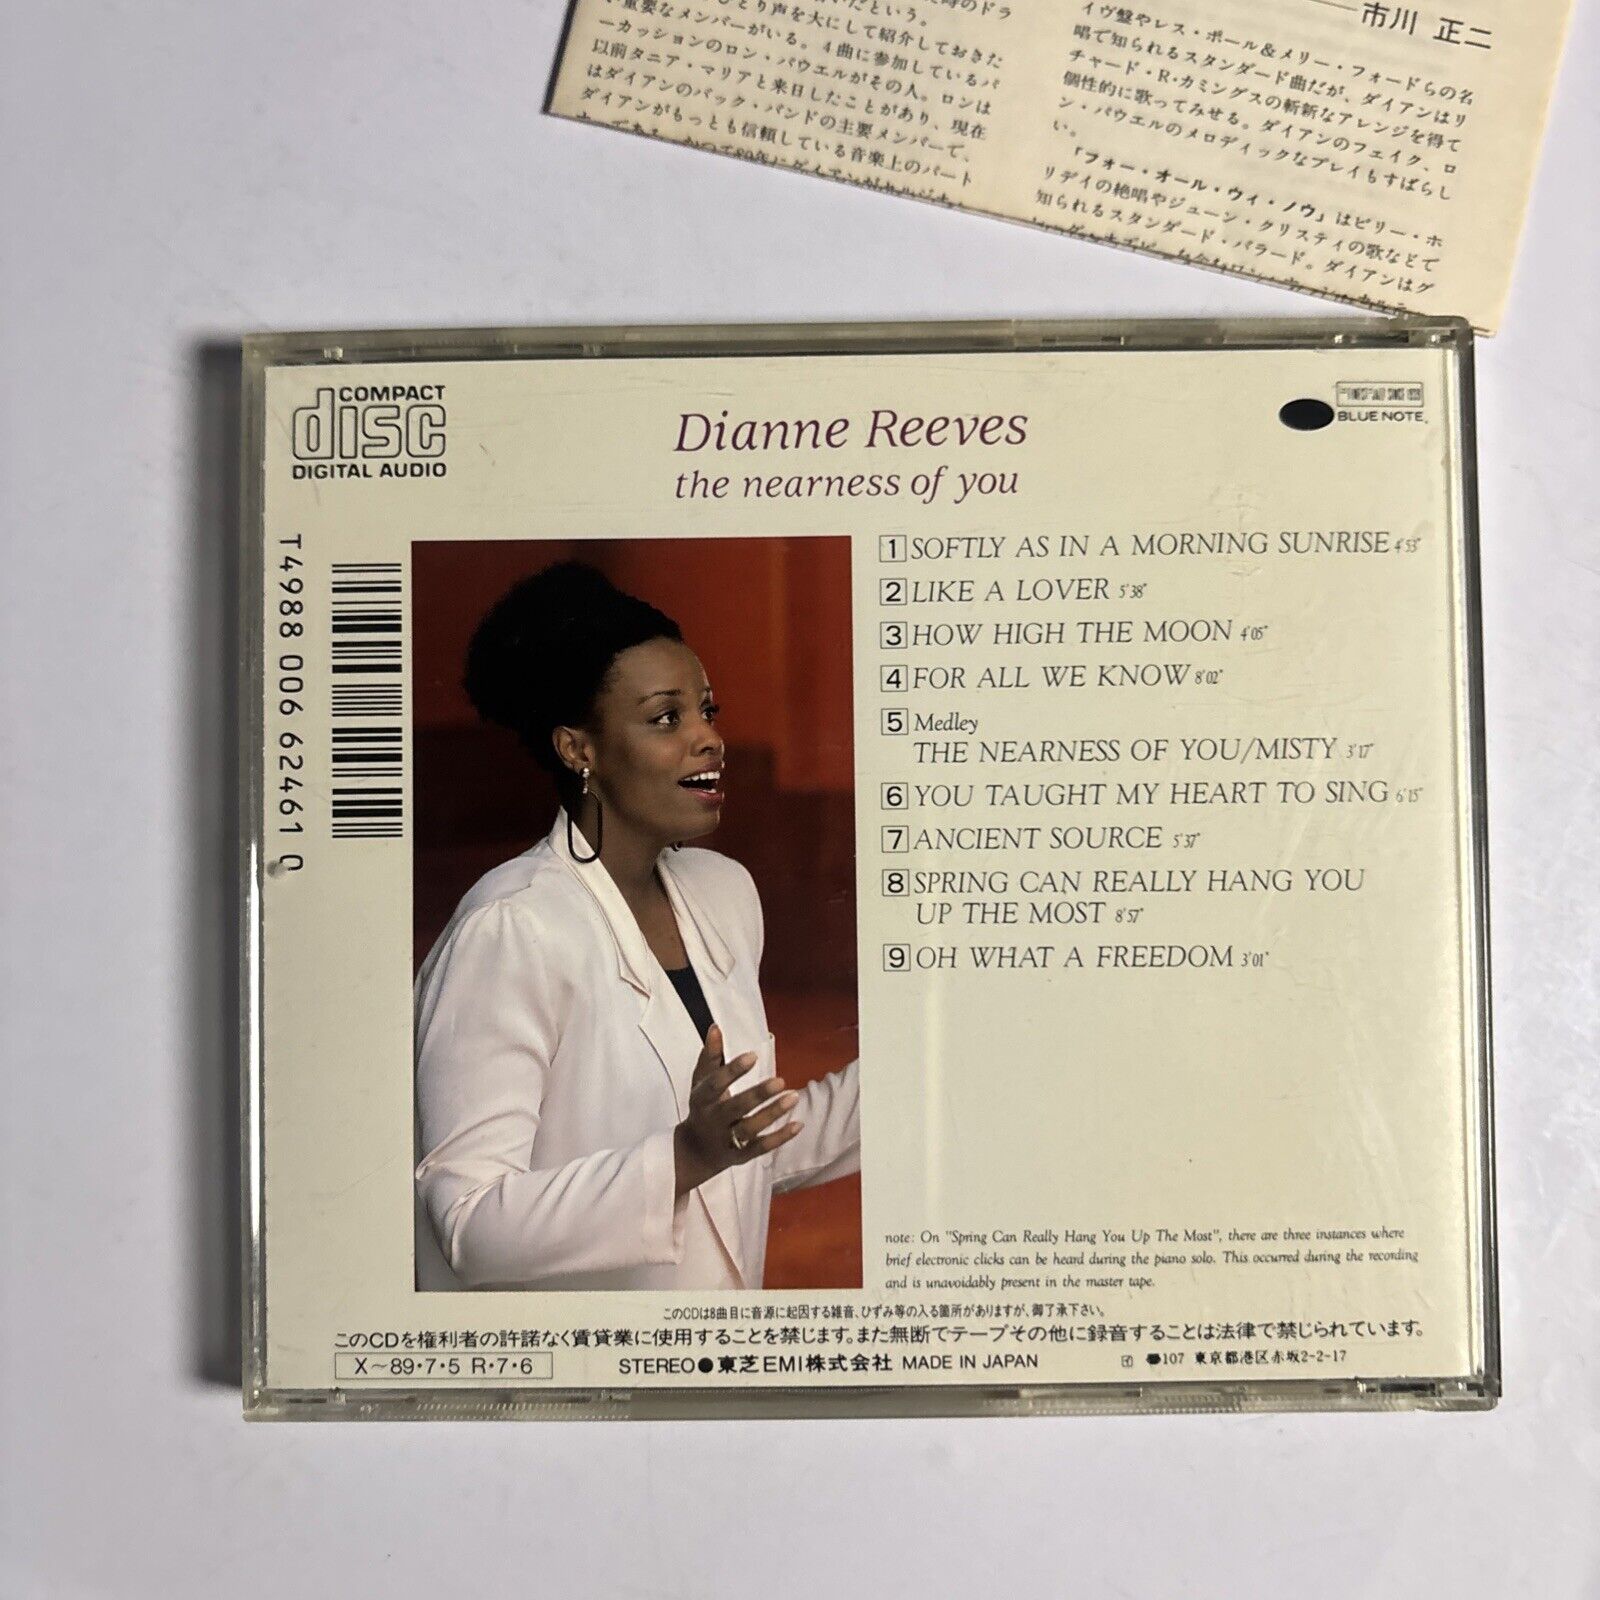 市川 正二
重要なメンバーがいる。4曲に参加しているパ
ーカッションのロン・パウエルがその人。ロンは
以前タニア・マリアと来日したことがあり、現在
はダイアンのバック・バンドの主要メンバーで、
ダイアンがもっとも信頼している音楽上のパート
イヴ盤やレス・ポール&メリー・フォードらの名
唱で知られるスタンダード曲だが、ダイアンはリ
チャード・R・カミングスの斬新なアレンジを得て
個性的に歌ってみせる。ダイアンのフェイク、ロ
ン・パウエルのメロディックなプレイもすばらし
い。
「フォー・オール・ウィ・ノウ」はビリー・ホ
リデイの絶唱やジューン・クリスティの歌などで
知られるスタンダード・バラード。ダイアンはグ
COMPACT
disc
DIGITAL AUDIO
Dianne Reeves
the nearness of you
BLUE NOTE
T4988 006 62461 0
1 SOFTLY AS IN A MORNING SUNRISE 4'53"
2 LIKE A LOVER 5'38"
3 HOW HIGH THE MOON 4'05"
4 FOR ALL WE KNOW 8'02"
5 Medley
THE NEARNESS OF YOU/MISTY 3'17"
6 YOU TAUGHT MY HEART TO SING 6'15"
7 ANCIENT SOURCE 5'37"
8 SPRING CAN REALLY HANG YOU
UP THE MOST 8'57"
9 OH WHAT A FREEDOM 3'01"
note: On "Spring Can Really Hang You Up The Most", there are three instances where
brief electronic clicks can be heard during the piano solo. This occurred during the recording
and is unavoidably present in the master tape.
このCDは8曲目に音源に起因する雑音、ひずみ等の入る箇所がありますが、御了承下さい。
このCDを権利者の許諾なく賃貸業に使用することを禁じます。また無断でテープその他に録音することは法律で禁じられています。
X〜89・7・5 R・7・6
STEREO●東芝EMI株式会社 MADE IN JAPAN
107 東京都港区赤坂2-2-17